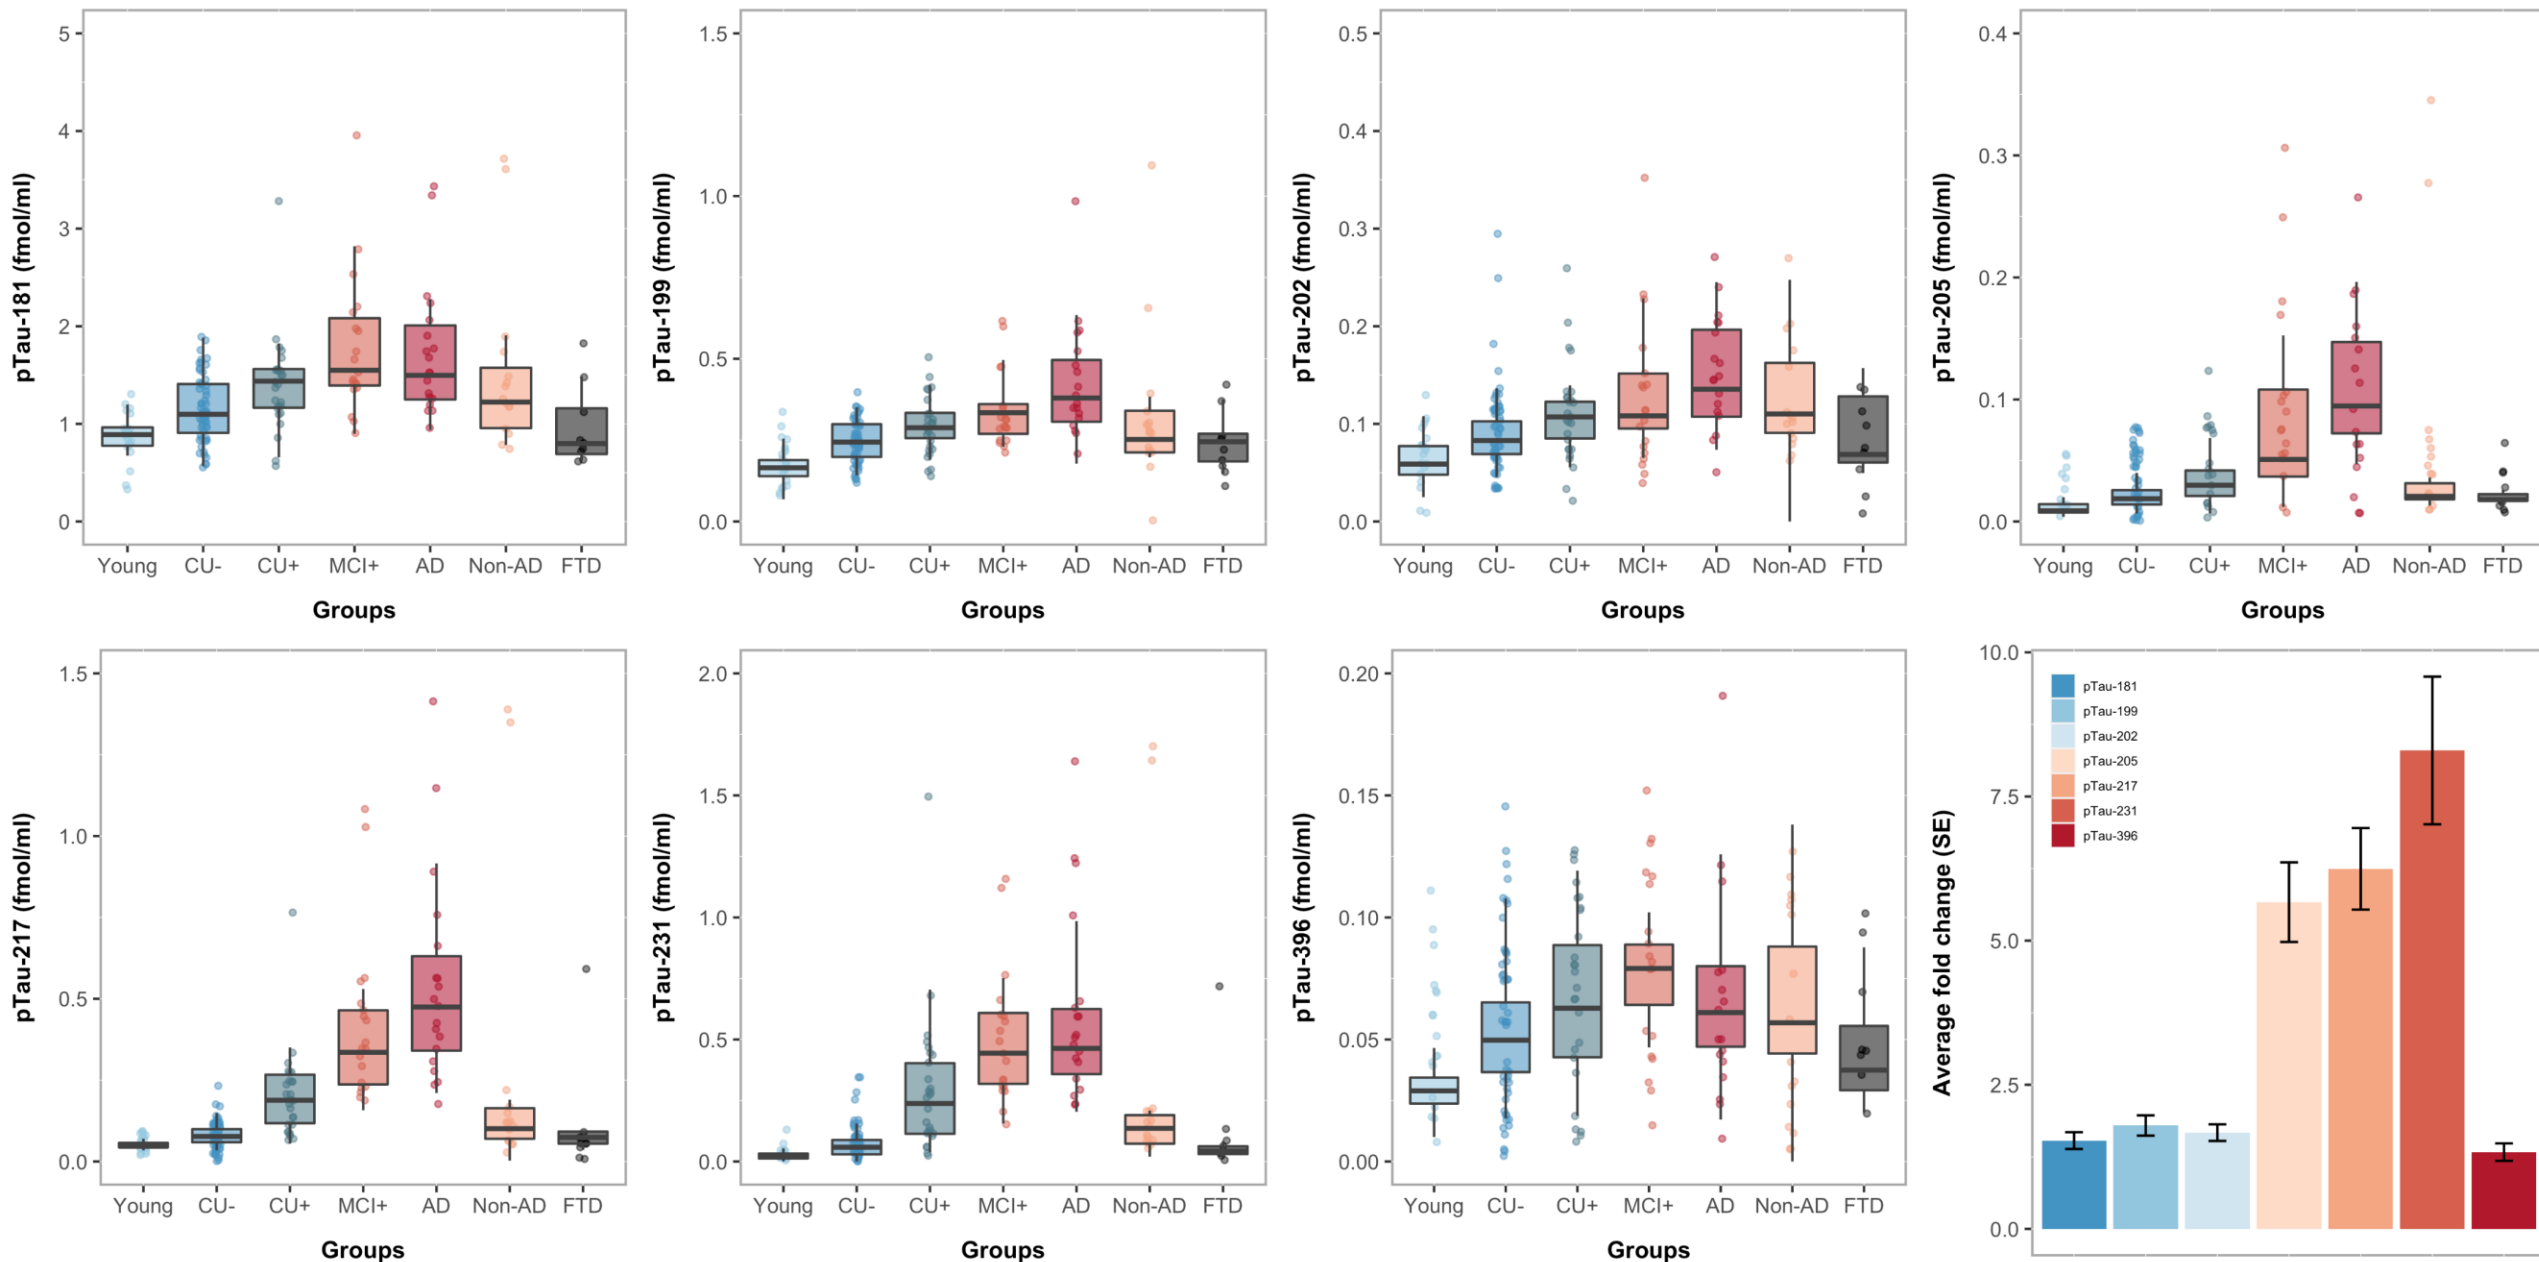 pTau-181 (fmol/ml)
5
4
3
2
1
0
Young CU- CU+ MCI+ AD Non-AD FTD
Groups
pTau-199 (fmol/ml)
1.5
1.0
0.5
0.0
Young CU- CU+ MCI+ AD Non-AD FTD
Groups
pTau-202 (fmol/ml)
0.5
0.4
0.3
0.2
0.1
0.0
Young CU- CU+ MCI+ AD Non-AD FTD
Groups
pTau-205 (fmol/ml)
0.4
0.3
0.2
0.1
0.0
Young CU- CU+ MCI+ AD Non-AD FTD
Groups
pTau-217 (fmol/ml)
1.5
1.0
0.5
0.0
Young CU- CU+ MCI+ AD Non-AD FTD
Groups
pTau-231 (fmol/ml)
2.0
1.5
1.0
0.5
0.0
Young CU- CU+ MCI+ AD Non-AD FTD
Groups
pTau-396 (fmol/ml)
0.20
0.15
0.10
0.05
0.00
Young CU- CU+ MCI+ AD Non-AD FTD
Groups
Average fold change (SE)
10.0
7.5
5.0
2.5
0.0
pTau-181
pTau-199
pTau-202
pTau-205
pTau-217
pTau-231
pTau-396